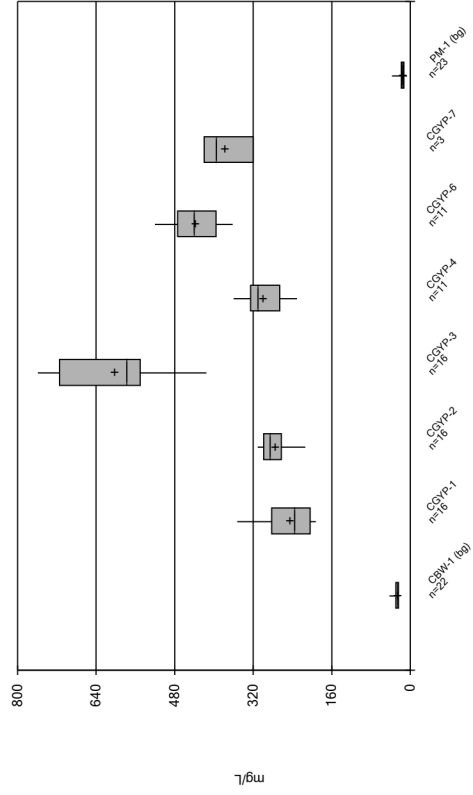 800
640
480
320
160
0
mg/L
CBW-1 (bg)
n=22
CGYP-1
n=16
CGYP-2
n=16
CGYP-3
n=16
CGYP-4
n=11
CGYP-6
n=11
CGYP-7
n=3
PM-1 (bg)
n=23